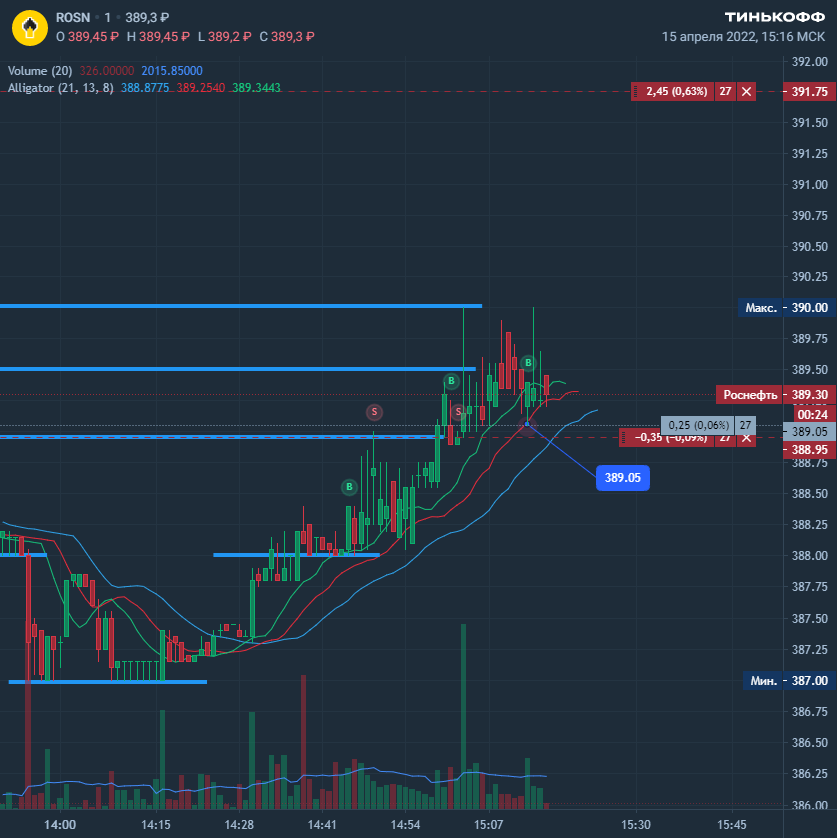 ROSN · 1 · 389,3 ₽
О 389,45 ₽ Н 389,45 ₽ L 389,2 ₽ С 389,3 ₽
ТИНЬКОФФ
15 апреля 2022, 15:16 МСК
Volume (20) 326.00000 2015.85000
Alligator (21, 13, 8) 388.8775 389.2540 389.3443
392.00
2,45 (0,63%) 27 ✕
391.75
391.50
391.25
391.00
390.75
390.50
390.25
Макс. - 390.00
389.75
389.50
B
B
Роснефть - 389.30
S
S
00:24
0,25 (0,06%) 27
389.05
−0,35 (−0,09%) 27 ✕
388.95
388.75
389.05
B
388.50
388.25
388.00
387.75
387.50
387.25
Мин. - 387.00
386.75
386.50
386.25
386.00
14:00 14:15 14:28 14:41 14:54 15:07 15:30 15:45